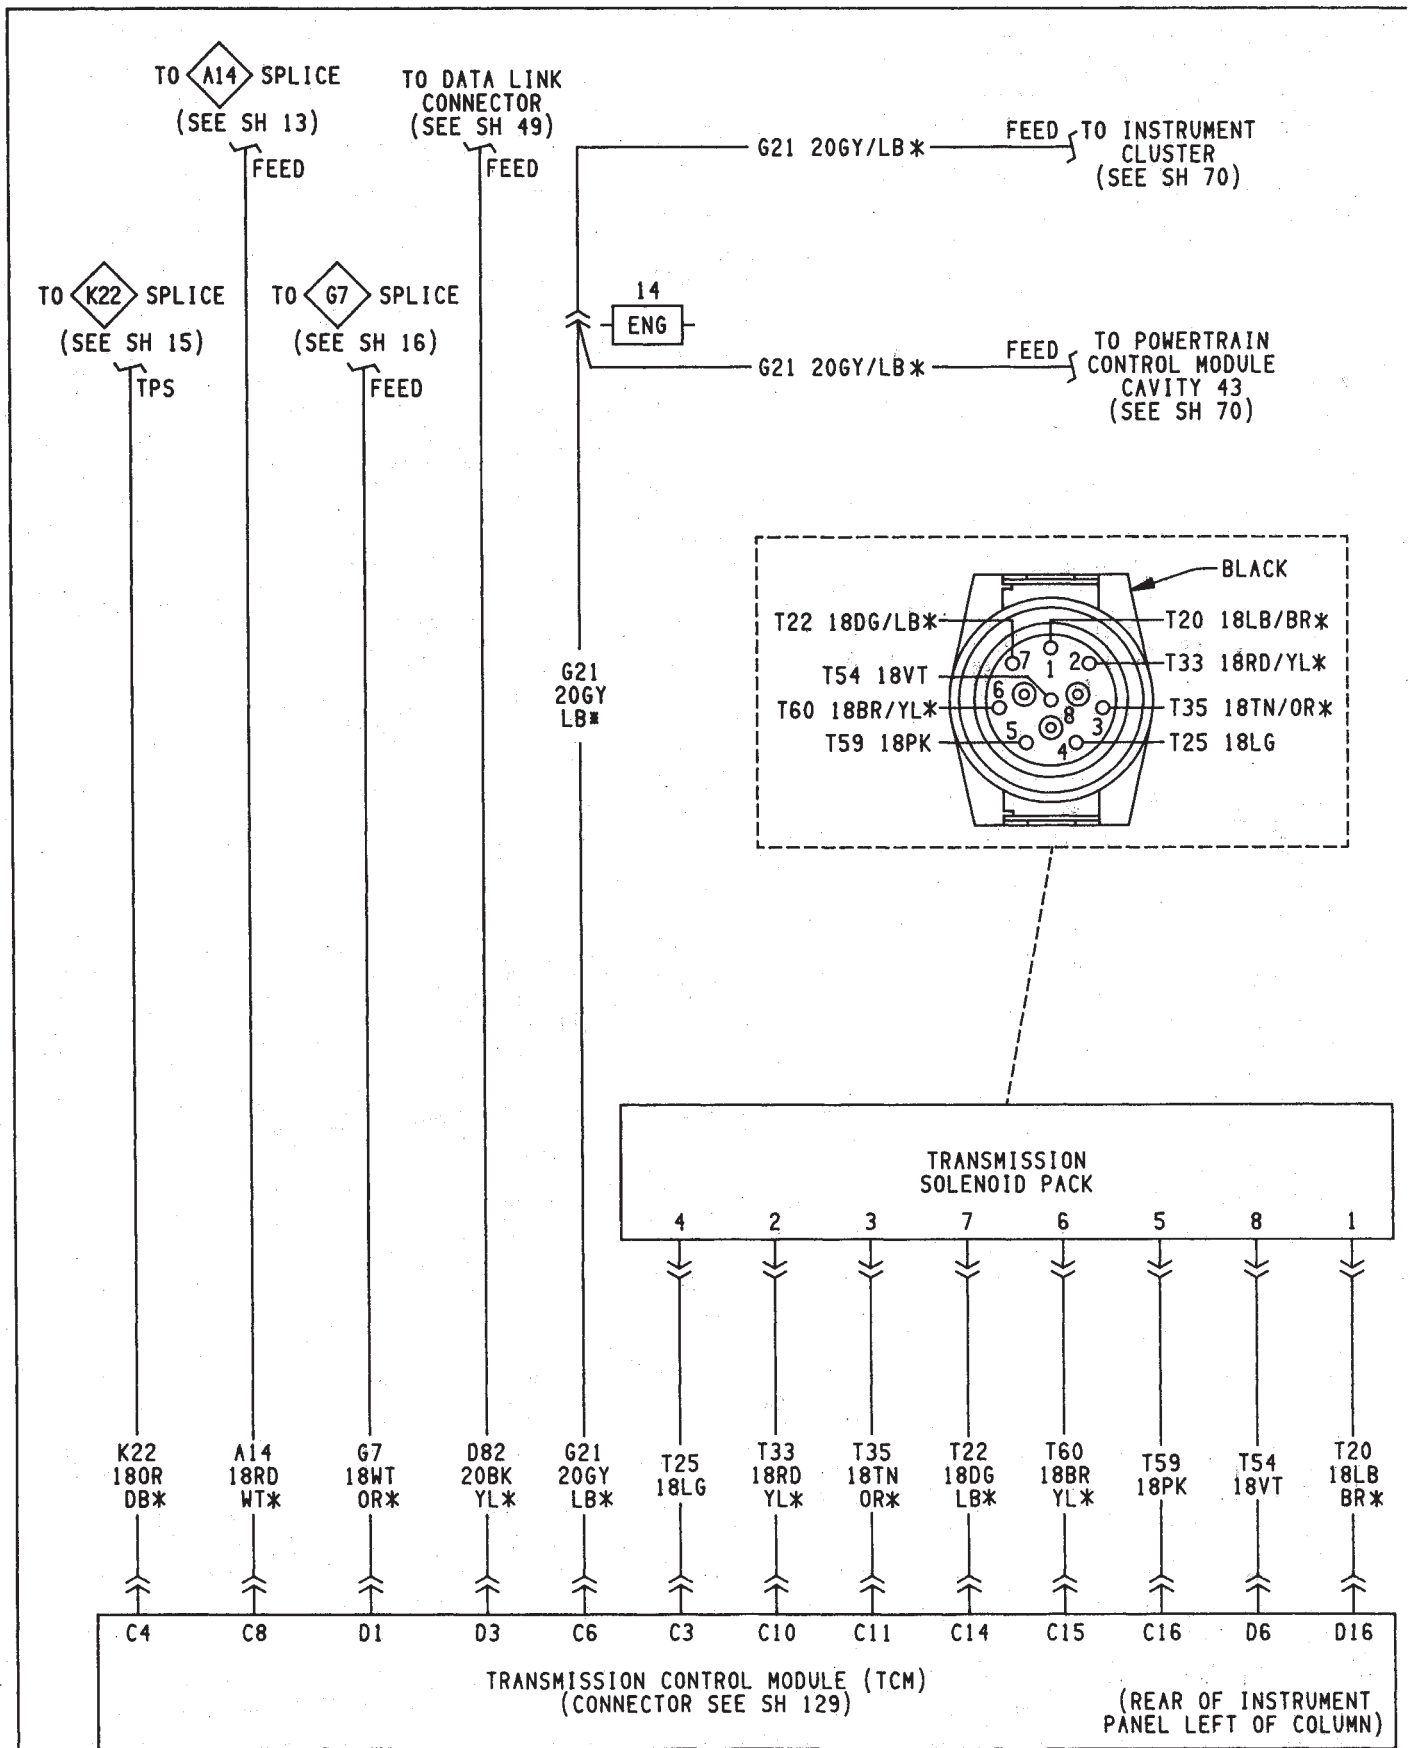 TO A14 SPLICE
(SEE SH 13)
FEED
TO DATA LINK
CONNECTOR
(SEE SH 49)
FEED
G21 20GY/LB*
FEED
TO INSTRUMENT
CLUSTER
(SEE SH 70)
TO K22 SPLICE
(SEE SH 15)
TPS
TO G7 SPLICE
(SEE SH 16)
FEED
14
ENG
G21 20GY/LB*
FEED
TO POWERTRAIN
CONTROL MODULE
CAVITY 43
(SEE SH 70)
G21
20GY
LB*
BLACK
T22 18DG/LB*
T20 18LB/BR*
T54 18VT
T33 18RD/YL*
T60 18BR/YL*
T35 18TN/OR*
T59 18PK
T25 18LG
7
1
2
6
8
3
5
4
TRANSMISSION
SOLENOID PACK
4 2 3 7 6 5 8 1
K22
18OR
DB*
A14
18RD
WT*
G7
18WT
OR*
D82
20BK
YL*
G21
20GY
LB*
T25
18LG
T33
18RD
YL*
T35
18TN
OR*
T22
18DG
LB*
T60
18BR
YL*
T59
18PK
T54
18VT
T20
18LB
BR*
C4 C8 D1 D3 C6 C3 C10 C11 C14 C15 C16 D6 D16
TRANSMISSION CONTROL MODULE (TCM)
(CONNECTOR SEE SH 129)
(REAR OF INSTRUMENT
PANEL LEFT OF COLUMN)